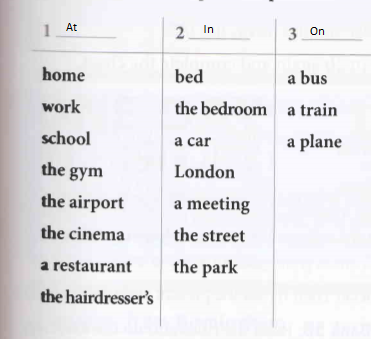 1 At 2 In 3 On
home bed a bus
work the bedroom a train
school a car a plane
the gym London
the airport a meeting
the cinema the street
a restaurant the park
the hairdresser's